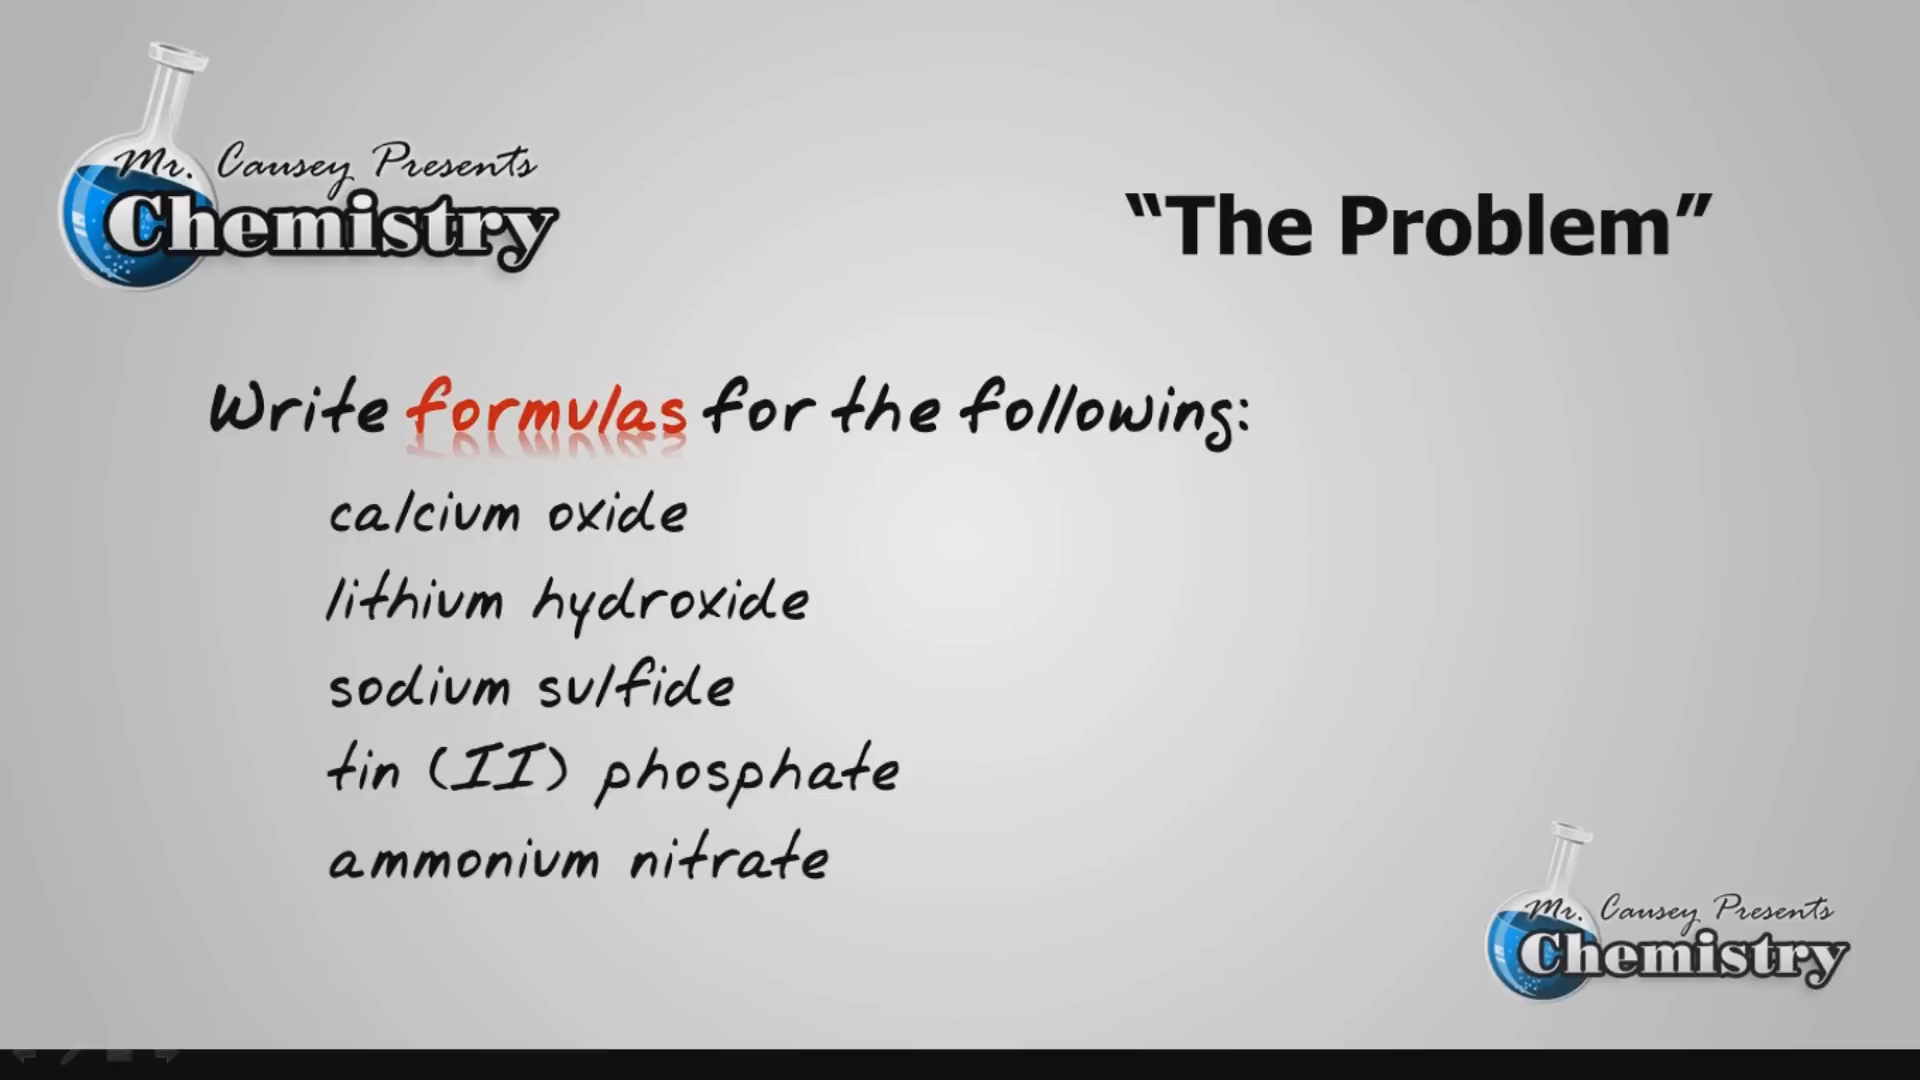 Mr. Causey Presents
Chemistry
“The Problem”
Write formulas for the following:
calcium oxide
lithium hydroxide
sodium sulfide
tin (II) phosphate
ammonium nitrate
Mr. Causey Presents
Chemistry